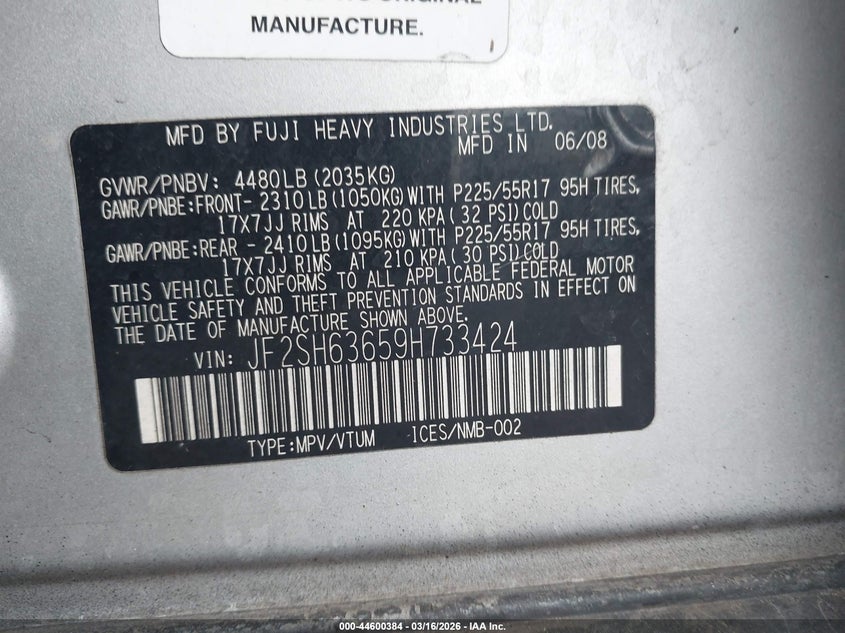 ORIGINAL
MANUFACTURE.
MFD BY FUJI HEAVY INDUSTRIES LTD.
MFD IN 06/08
GVWR/PNBV: 4480LB (2035KG)
GAWR/PNBE:FRONT- 2310LB (1050KG) WITH P225/55R17 95H TIRES,
17X7JJ RIMS AT 220 KPA( 32 PSI) COLD
GAWR/PNBE:REAR - 2410LB (1095KG) WITH P225/55R17 95H TIRES,
17X7JJ RIMS AT 210 KPA( 30 PSI) COLD
THIS VEHICLE CONFORMS TO ALL APPLICABLE FEDERAL MOTOR
VEHICLE SAFETY AND THEFT PREVENTION STANDARDS IN EFFECT ON
THE DATE OF MANUFACTURE SHOWN ABOVE.
VIN: JF2SH63659H733424
TYPE:MPV/VTUM ICES/NMB-002
000-44600384 - 03/16/2026 - IAA Inc.